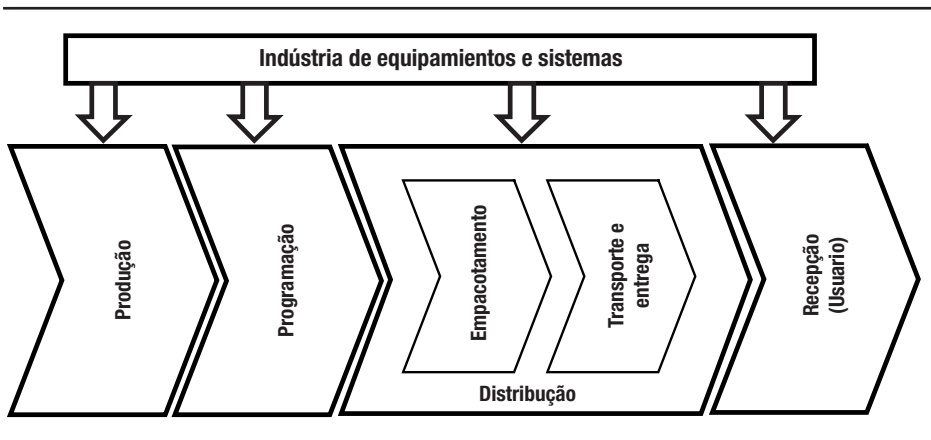 Indústria de equipamientos e sistemas
Produção
Programação
Empacotamento
Transporte e
entrega
Distribução
Recepção
(Usuario)